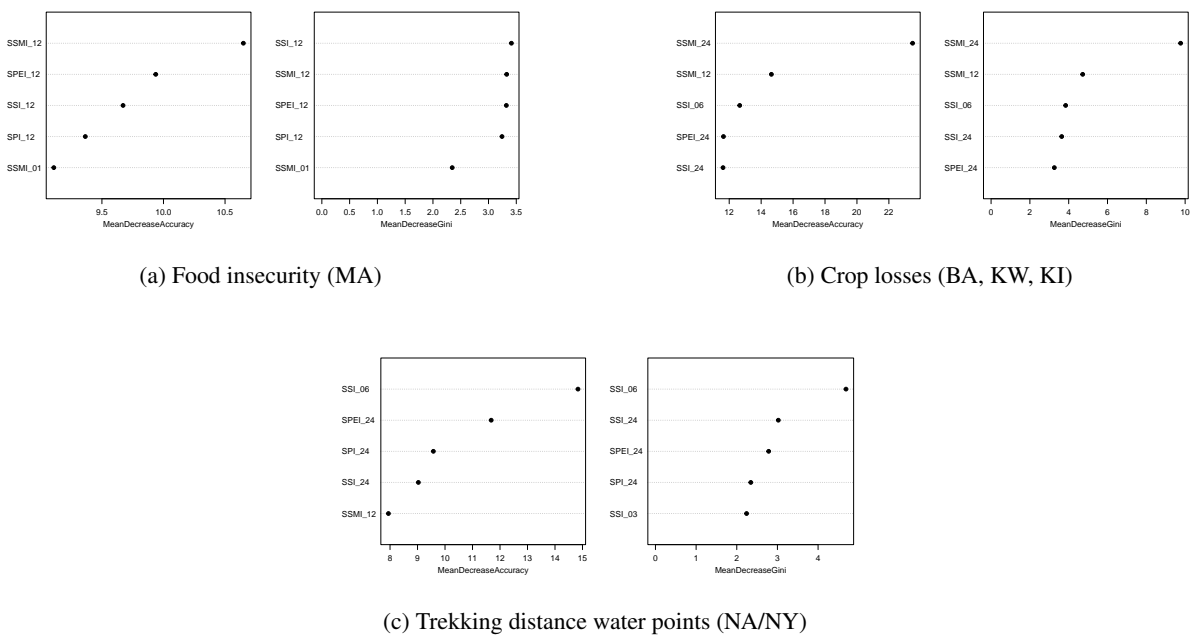 SSMI_12
SPEI_12
SSI_12
SPI_12
SSMI_01
9.5 10.0 10.5
MeanDecreaseAccuracy
SSI_12
SSMI_12
SPEI_12
SPI_12
SSMI_01
0.0 0.5 1.0 1.5 2.0 2.5 3.0 3.5
MeanDecreaseGini
(a) Food insecurity (MA)
SSMI_24
SSMI_12
SSI_06
SPEI_24
SSI_24
12 14 16 18 20 22
MeanDecreaseAccuracy
SSMI_24
SSMI_12
SSI_06
SSI_24
SPEI_24
0 2 4 6 8 10
MeanDecreaseGini
(b) Crop losses (BA, KW, KI)
SSI_06
SPEI_24
SPI_24
SSI_24
SSMI_12
8 9 10 11 12 13 14 15
MeanDecreaseAccuracy
SSI_06
SSI_24
SPEI_24
SPI_24
SSI_03
0 1 2 3 4
MeanDecreaseGini
(c) Trekking distance water points (NA/NY)